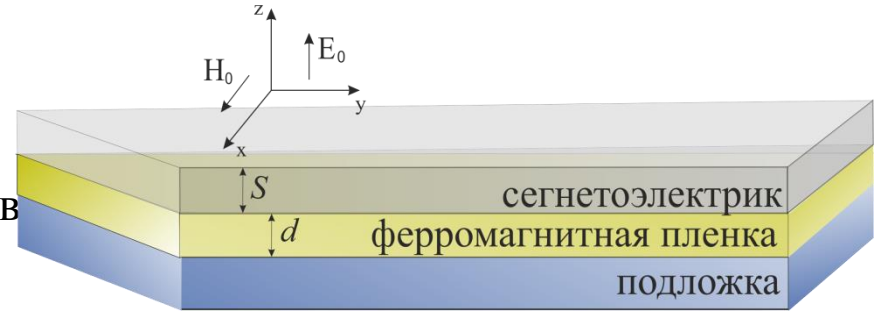 z
E₀
H₀
y
x
S
сегнетоэлектрик
в
d
ферромагнитная пленка
подложка